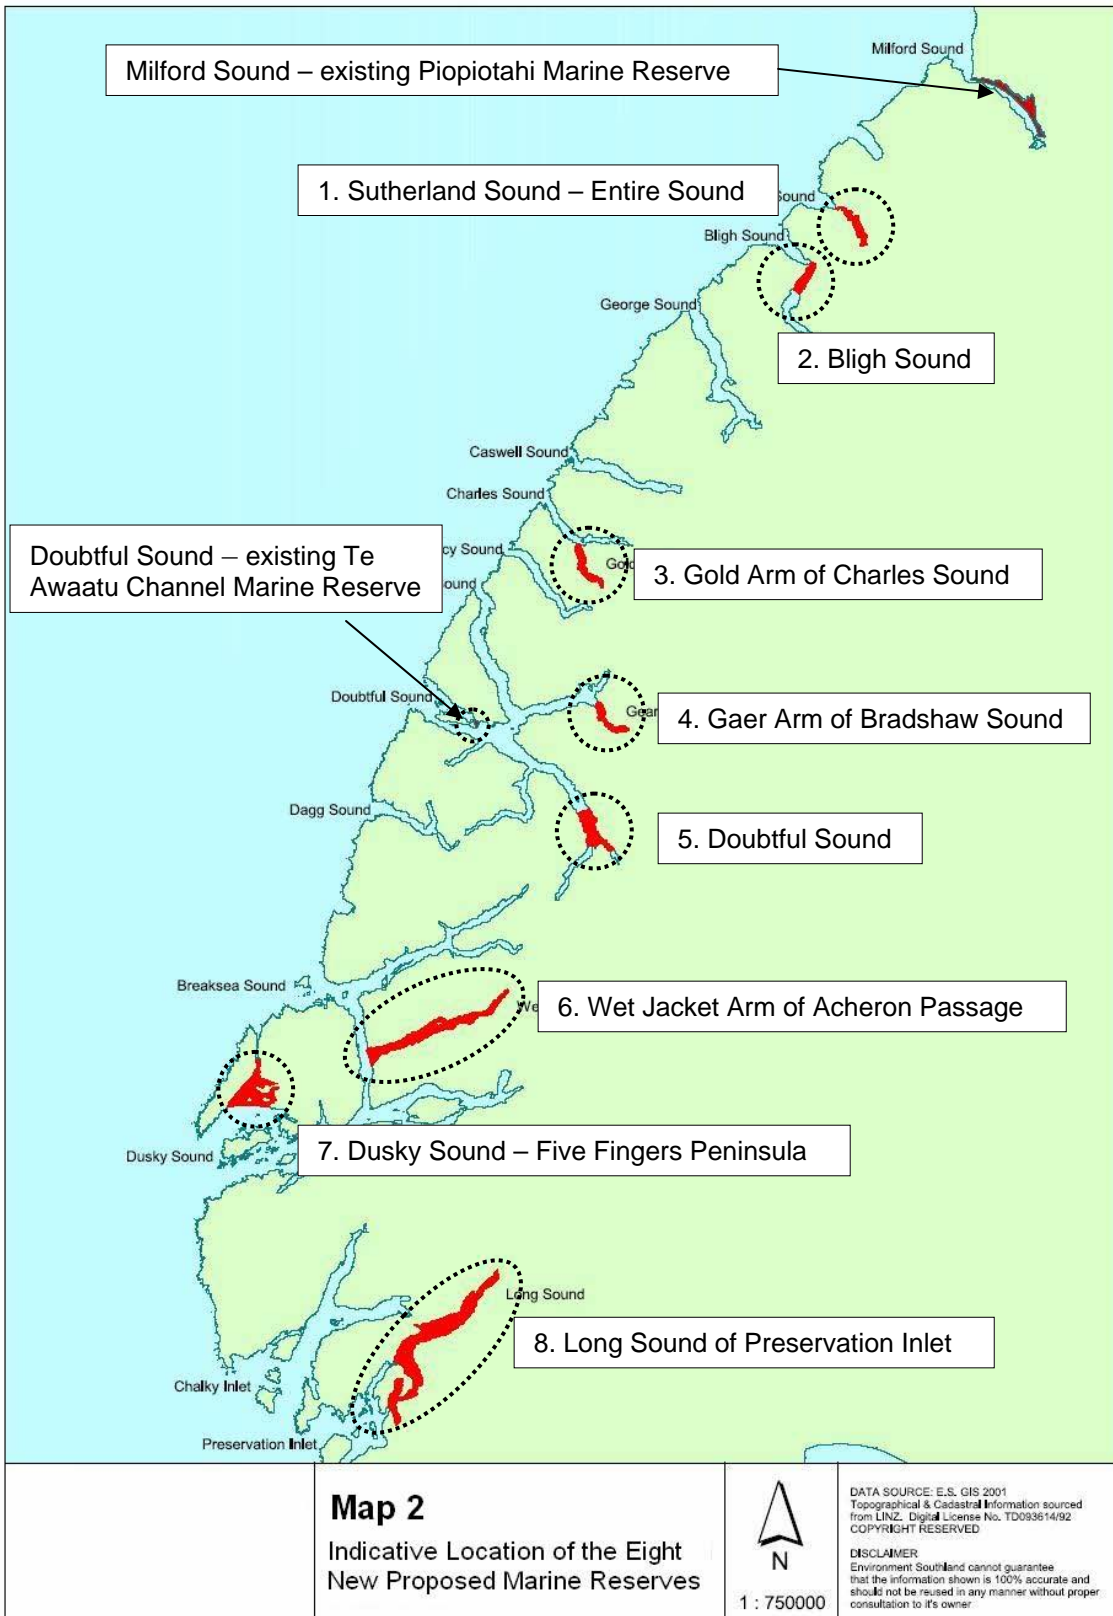 Milford Sound
Milford Sound – existing Piopiotahi Marine Reserve
1. Sutherland Sound – Entire Sound
ound
Bligh Sound
George Sound
2. Bligh Sound
Caswell Sound
Charles Sound
Doubtful Sound – existing Te
Awaatu Channel Marine Reserve
cy Sound
Gold
3. Gold Arm of Charles Sound
ound
Doubtful Sound
Gear
4. Gaer Arm of Bradshaw Sound
Dagg Sound
5. Doubtful Sound
Breaksea Sound
We
6. Wet Jacket Arm of Acheron Passage
Dusky Sound
7. Dusky Sound – Five Fingers Peninsula
Long Sound
8. Long Sound of Preservation Inlet
Chalky Inlet
Preservation Inlet
Map 2
Indicative Location of the Eight
New Proposed Marine Reserves
N
1 : 750000
DATA SOURCE: E.S. GIS 2001
Topographical & Cadastral Information sourced
from LINZ. Digital License No. TD093614/92
COPYRIGHT RESERVED
DISCLAIMER
Environment Southland cannot guarantee
that the information shown is 100% accurate and
should not be reused in any manner without proper
consultation to it's owner